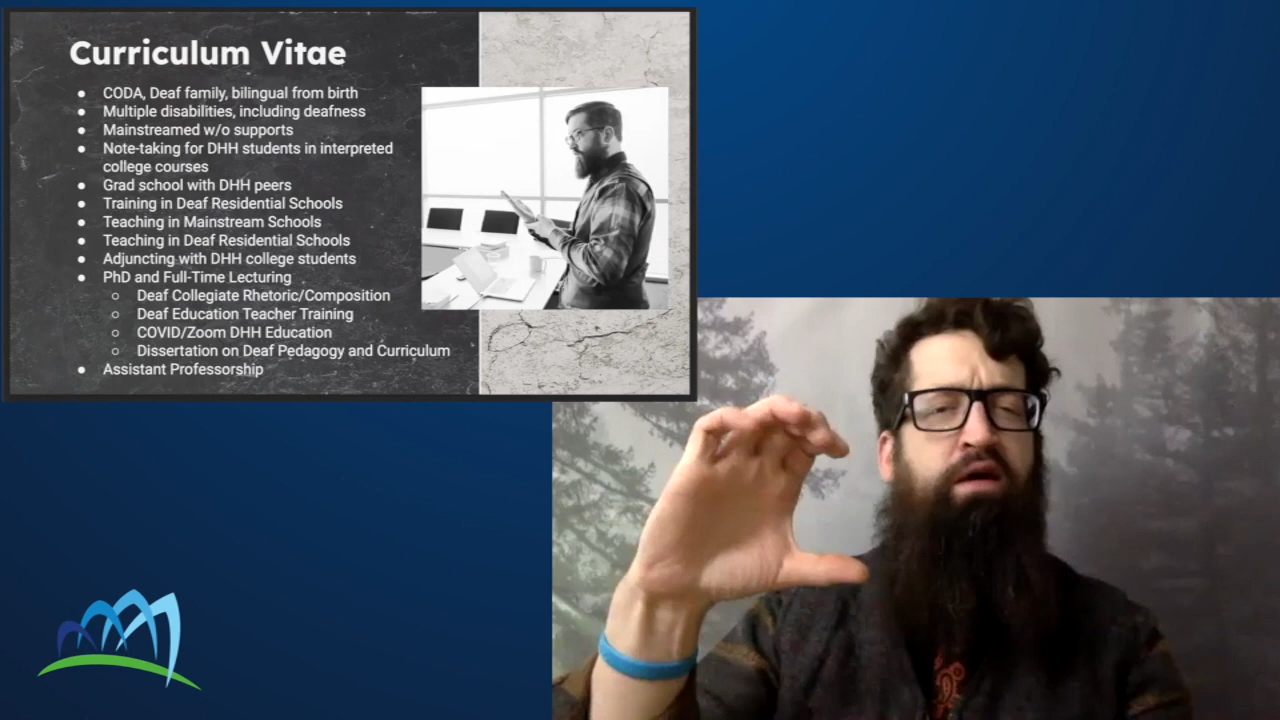 Curriculum Vitae
● CODA, Deaf family, bilingual from birth
● Multiple disabilities, including deafness
● Mainstreamed w/o supports
● Note-taking for DHH students in interpreted
college courses
● Grad school with DHH peers
● Training in Deaf Residential Schools
● Teaching in Mainstream Schools
● Teaching in Deaf Residential Schools
● Adjuncting with DHH college students
● PhD and Full-Time Lecturing
○ Deaf Collegiate Rhetoric/Composition
○ Deaf Education Teacher Training
○ COVID/Zoom DHH Education
○ Dissertation on Deaf Pedagogy and Curriculum
● Assistant Professorship